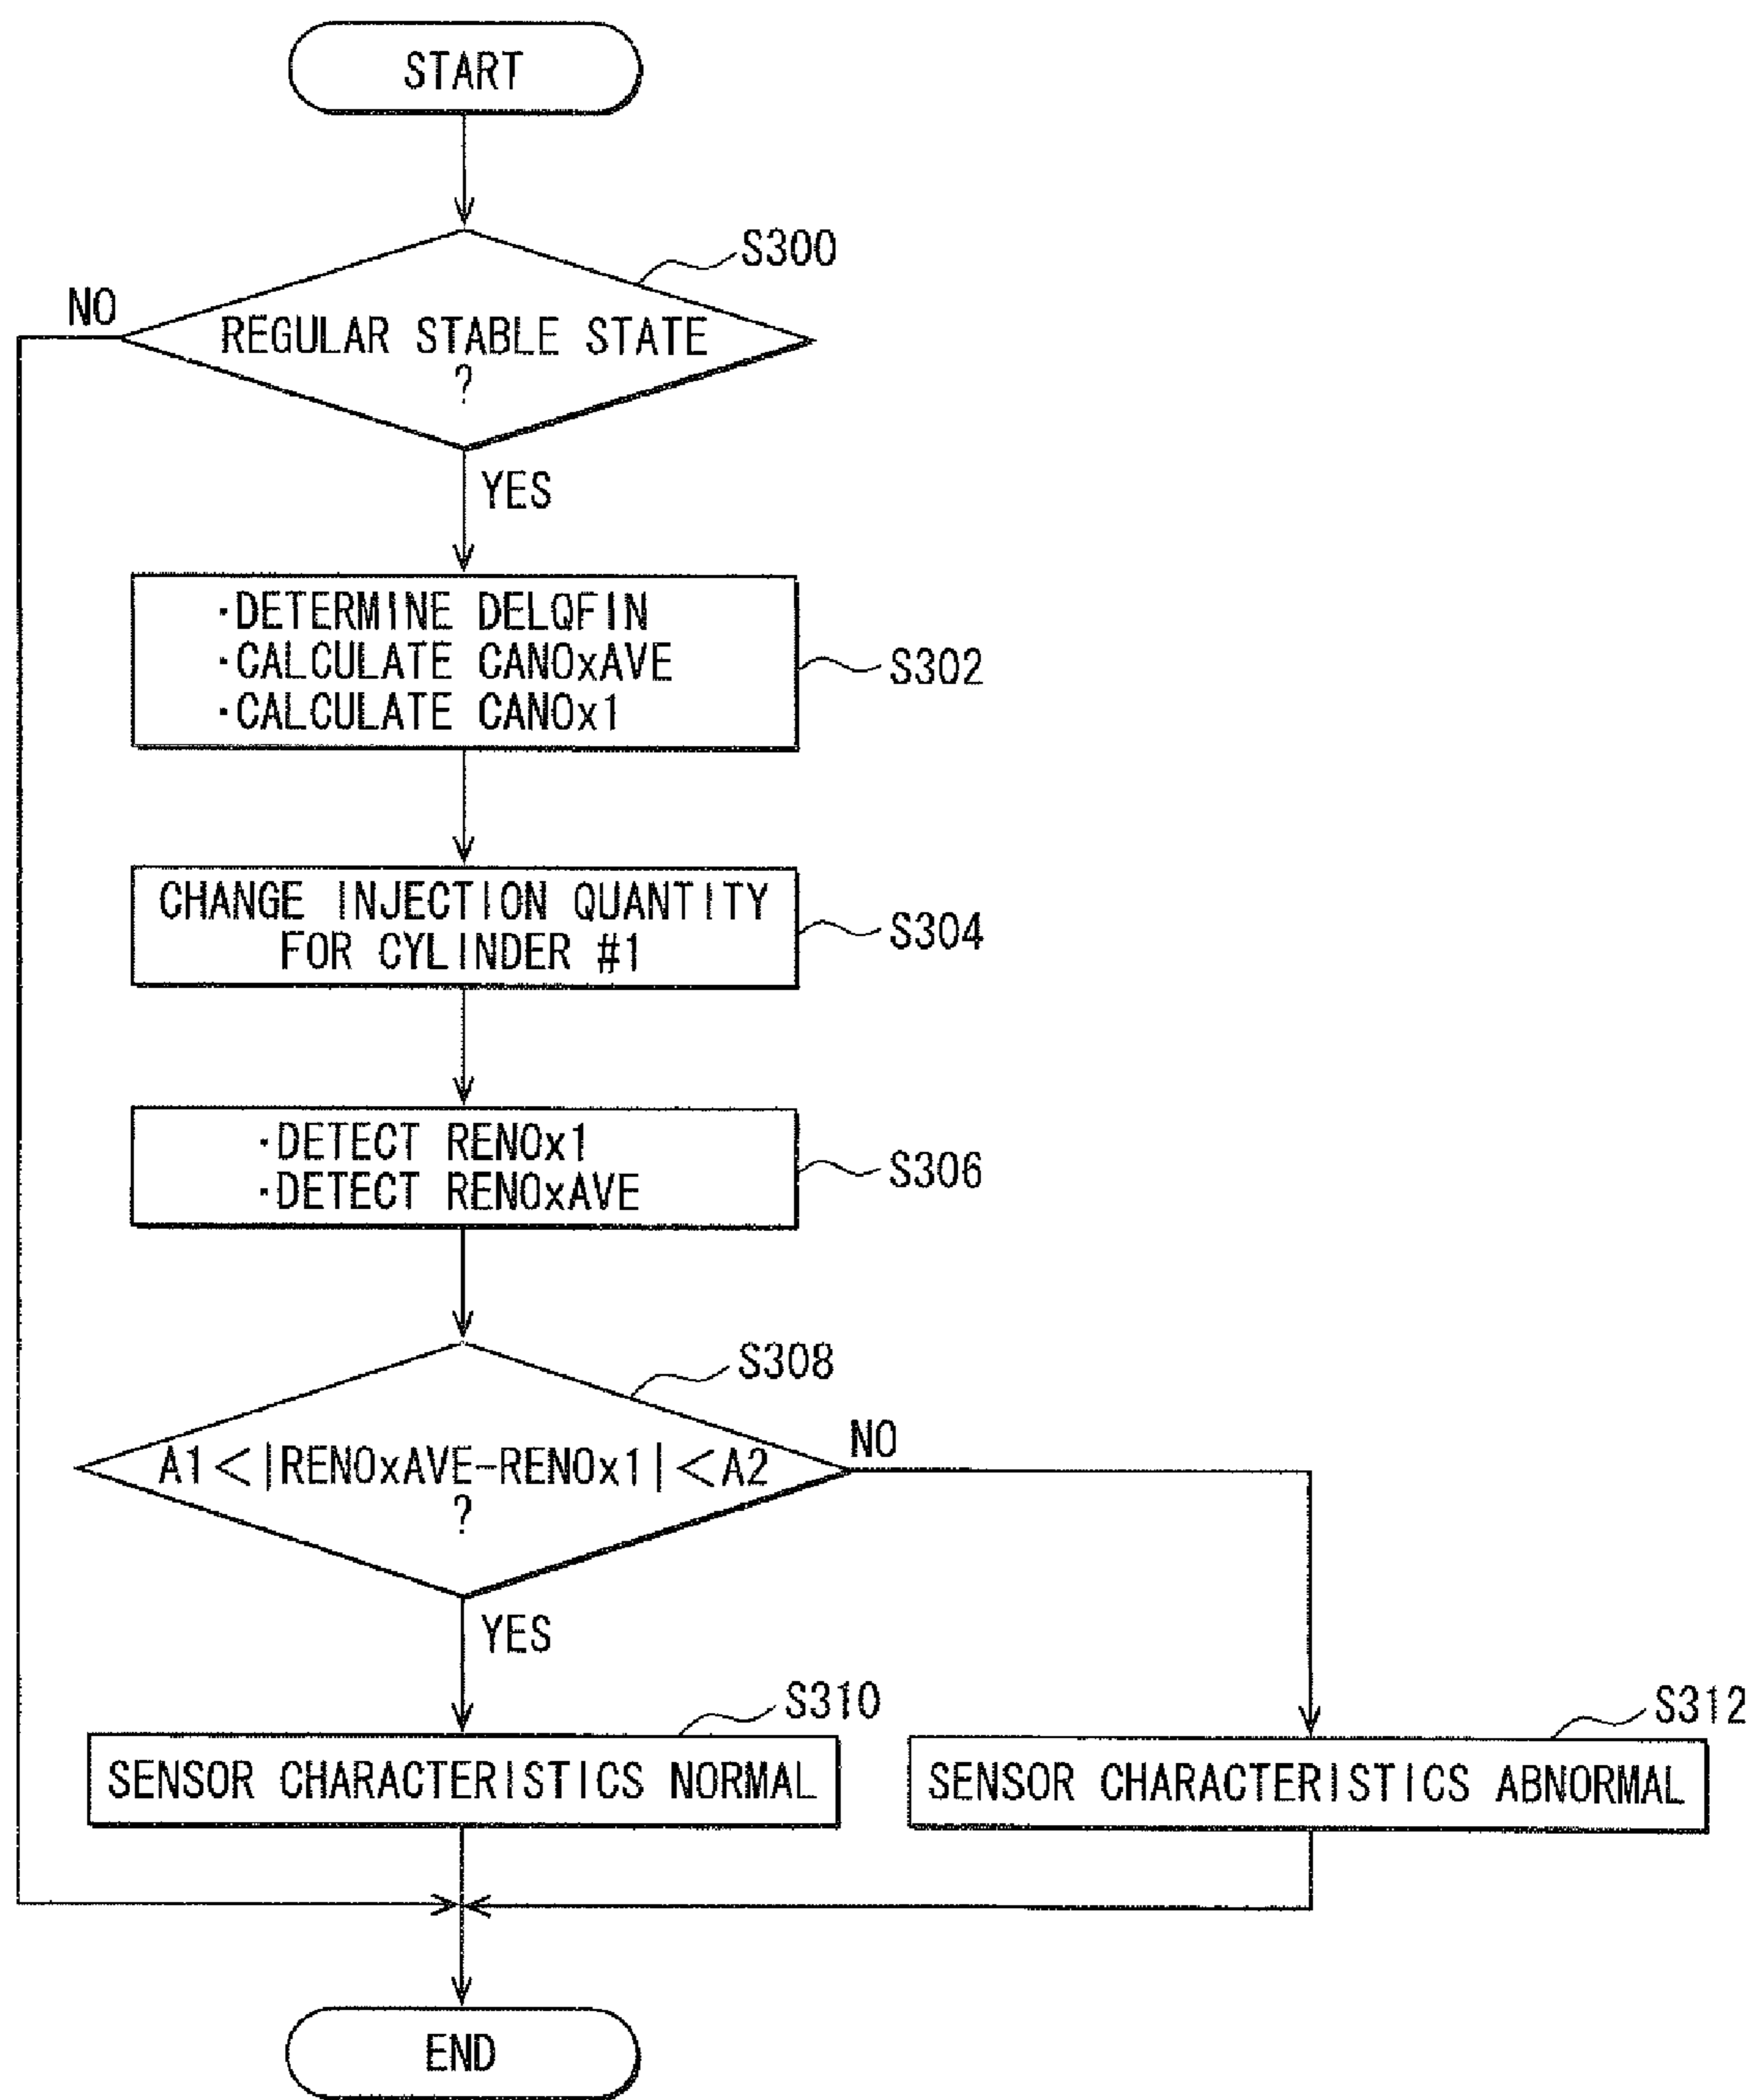 START
S300
NO
REGULAR STABLE STATE
?
YES
·DETERMINE DELQFIN
·CALCULATE CANOxAVE
·CALCULATE CANOx1
S302
CHANGE INJECTION QUANTITY
FOR CYLINDER #1
S304
·DETECT RENOx1
·DETECT RENOxAVE
S306
S308
A1<|RENOxAVE-RENOx1|<A2
?
NO
YES
S310
S312
SENSOR CHARACTERISTICS NORMAL
SENSOR CHARACTERISTICS ABNORMAL
END